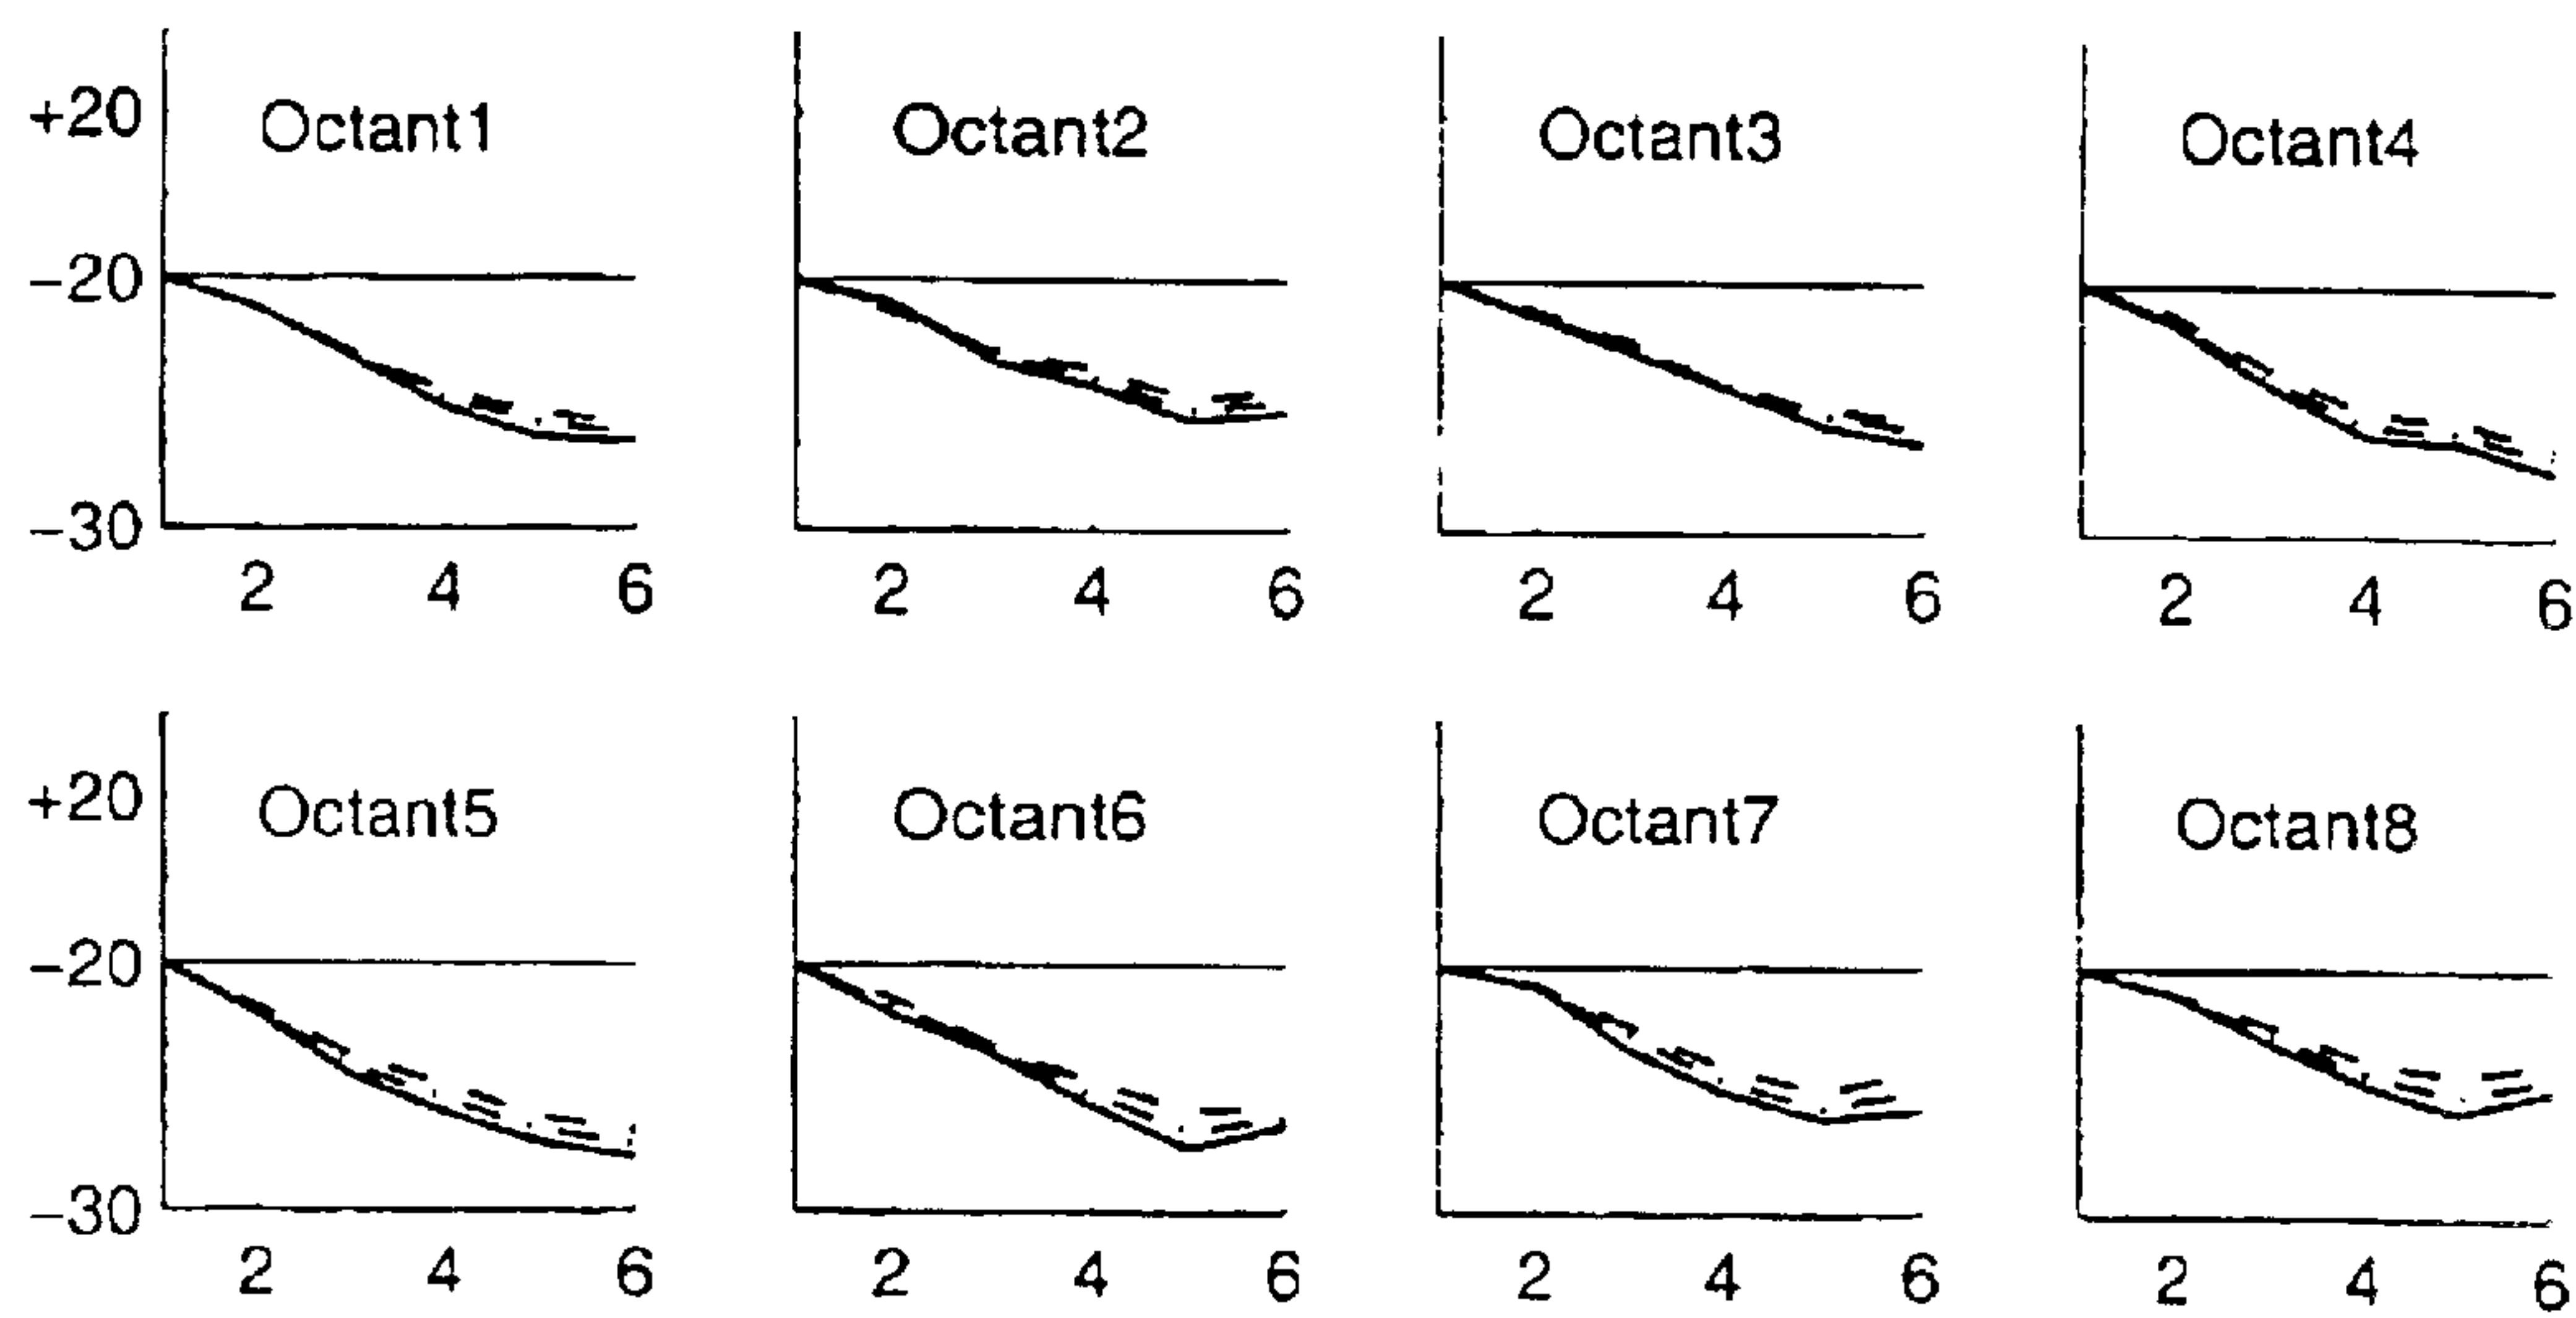 +20 Octant1 Octant2 Octant3 Octant4
−20
−30
2 4 6 2 4 6 2 4 6 2 4 6
+20 Octant5 Octant6 Octant7 Octant8
−20
−30
2 4 6 2 4 6 2 4 6 2 4 6